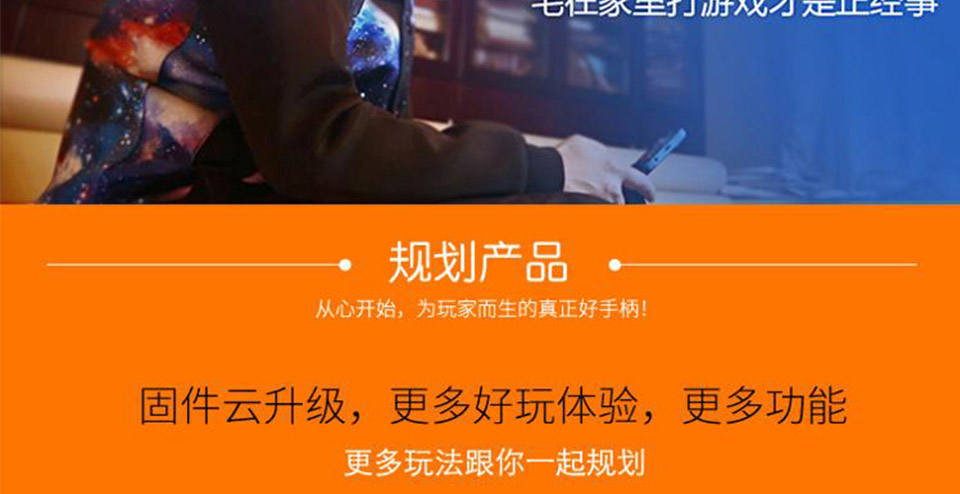 宅在家里打游戏才是正经事
规划产品
从心开始，为玩家而生的真正好手柄！
固件云升级，更多好玩体验，更多功能
更多玩法跟你一起规划